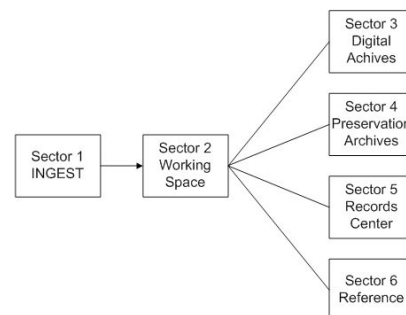 Sector 1
INGEST
Sector 2
Working
Space
Sector 3
Digital
Achives
Sector 4
Preservation
Archives
Sector 5
Records
Center
Sector 6
Reference